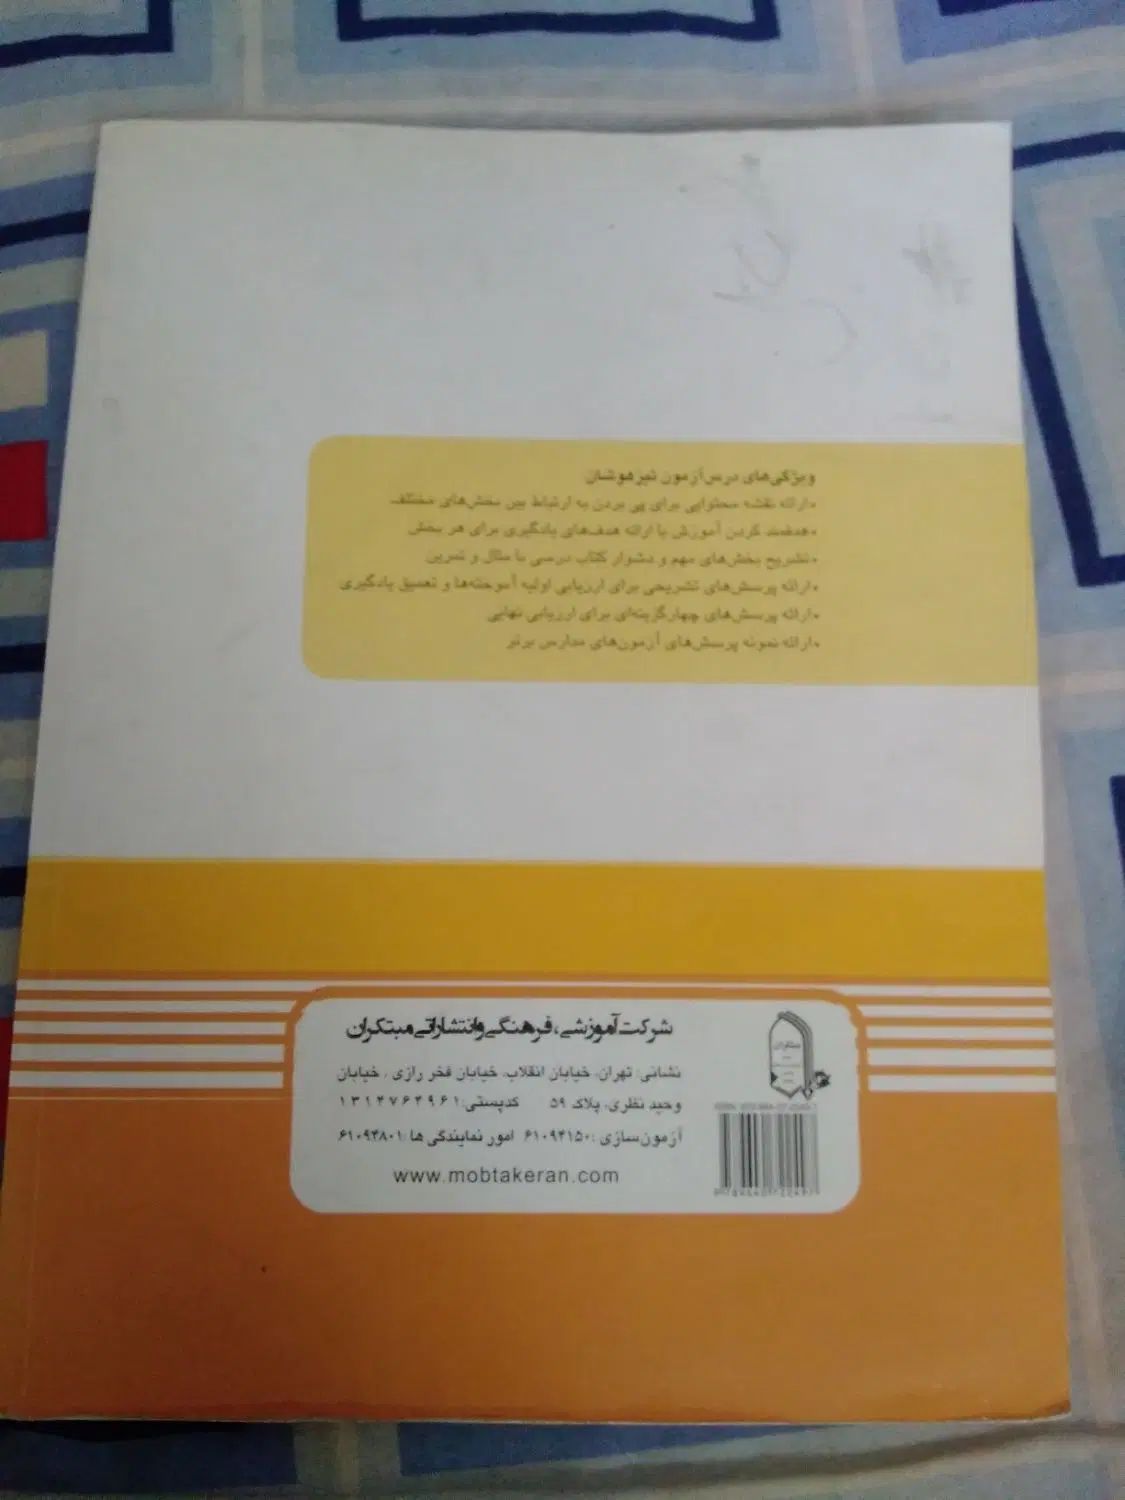 ویژگی‌های درس‌آزمون تیزهوشان
•ارائه نقشه محتوایی برای پی بردن به ارتباط بین بخش‌های مختلف
•هدفمند کردن آموزش با ارائه هدف‌های یادگیری برای هر بخش
•تشریح بخش‌های مهم و دشوار کتاب درسی با مثال و تمرین
•ارائه پرسش‌های تشریحی برای ارزیابی اولیه آموخته‌ها و تعمیق یادگیری
•ارائه پرسش‌های چهارگزینه‌ای برای ارزیابی نهایی
•ارائه نمونه پرسش‌های آزمون‌های مدارس برتر
شرکت آموزشی، فرهنگی و انتشاراتی مبتکران
نشانی: تهران، خیابان انقلاب، خیابان فخر رازی ، خیابان
وحید نظری، پلاک ۵۹ کدپستی: ۱۳۱۴۷۶۴۹۶۱
آزمون‌سازی: ۶۱۰۹۴۱۵۰ امور نمایندگی ها: ۶۱۰۹۴۸۰۱
www.mobtakeran.com
مبتکران